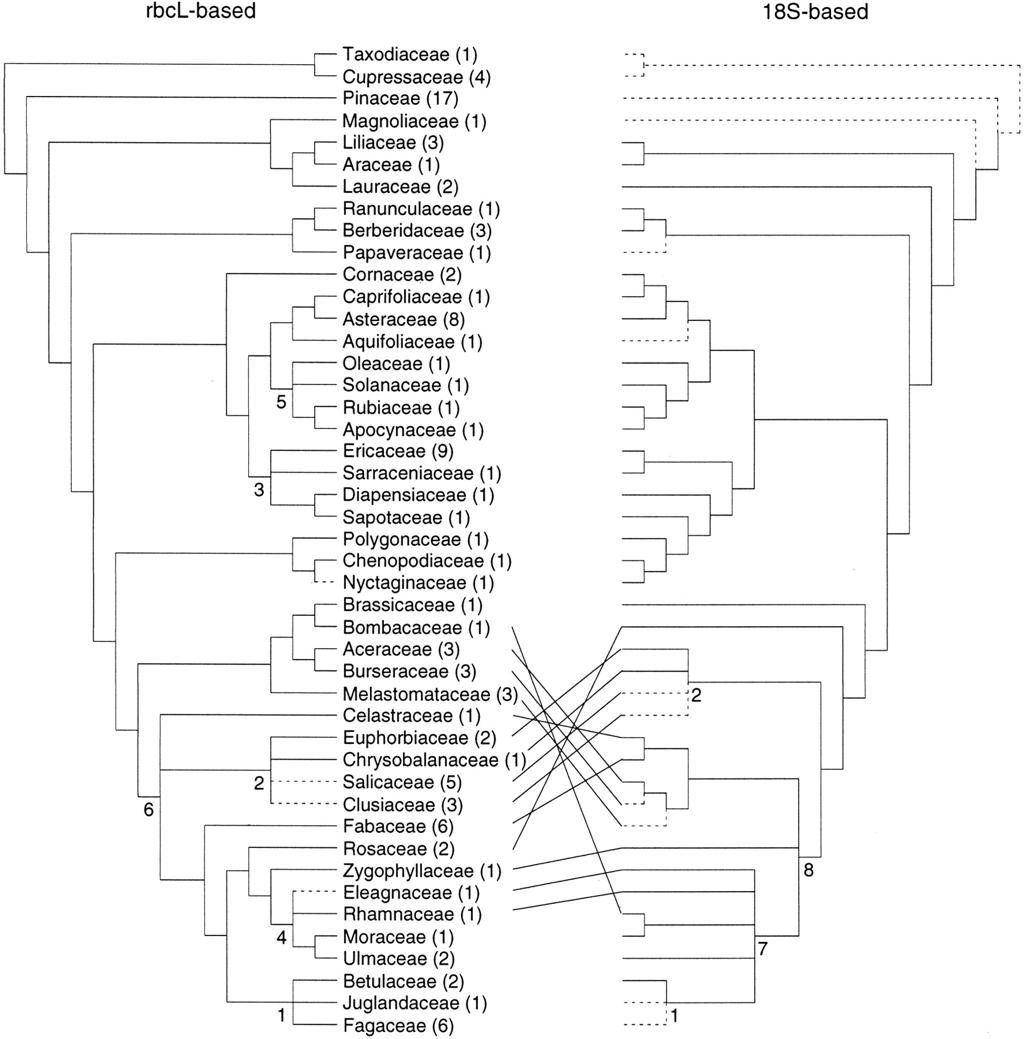 rbcL-based
18S-based
Taxodiaceae (1)
Cupressaceae (4)
Pinaceae (17)
Magnoliaceae (1)
Liliaceae (3)
Araceae (1)
Lauraceae (2)
Ranunculaceae (1)
Berberidaceae (3)
Papaveraceae (1)
Cornaceae (2)
Caprifoliaceae (1)
Asteraceae (8)
Aquifoliaceae (1)
Oleaceae (1)
Solanaceae (1)
5
Rubiaceae (1)
Apocynaceae (1)
Ericaceae (9)
Sarraceniaceae (1)
3
Diapensiaceae (1)
Sapotaceae (1)
Polygonaceae (1)
Chenopodiaceae (1)
Nyctaginaceae (1)
Brassicaceae (1)
Bombacaceae (1)
Aceraceae (3)
Burseraceae (3)
Melastomataceae (3)
2
Celastraceae (1)
Euphorbiaceae (2)
Chrysobalanaceae (1)
2
Salicaceae (5)
Clusiaceae (3)
6
Fabaceae (6)
Rosaceae (2)
Zygophyllaceae (1)
8
Eleagnaceae (1)
Rhamnaceae (1)
4
Moraceae (1)
7
Ulmaceae (2)
Betulaceae (2)
Juglandaceae (1)
1
1
Fagaceae (6)